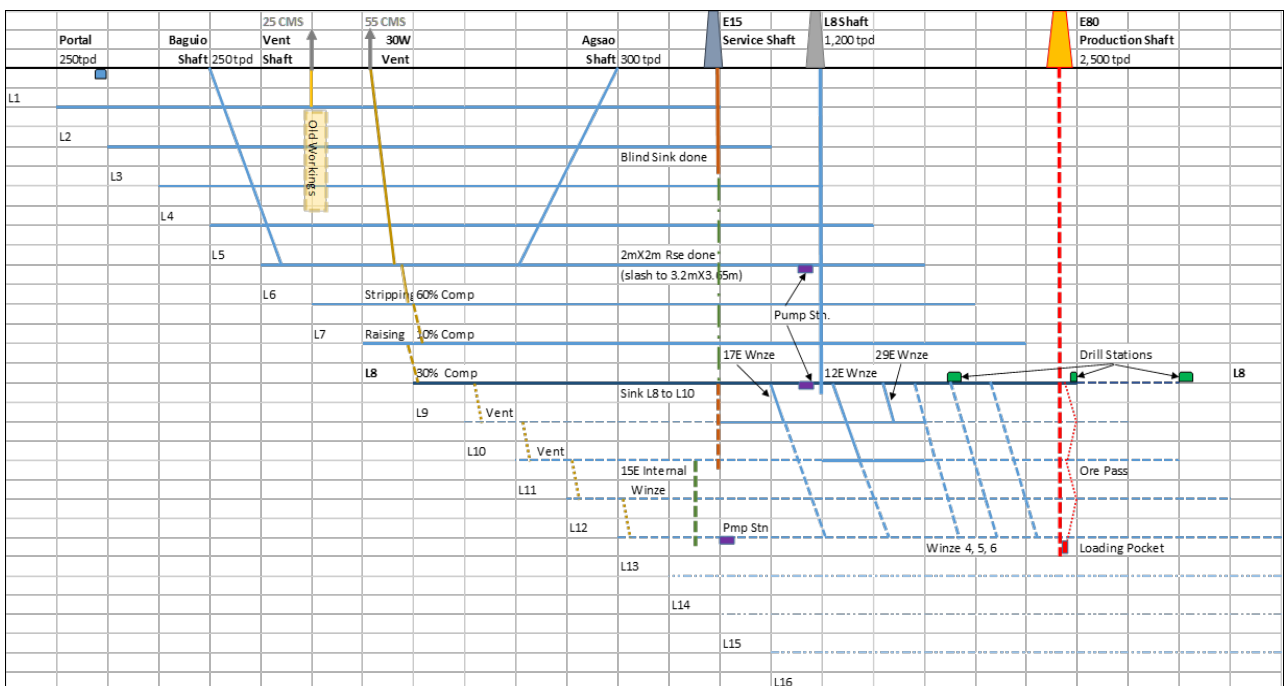 25 CMS
55 CMS
E15
L8 Shaft
E80
Portal
Baguio
Vent
30W
Agsao
Service Shaft
1,200 tpd
Production Shaft
250tpd
Shaft 250 tpd
Shaft
Vent
Shaft 300 tpd
2,500 tpd
L1
Old Workings
L2
Blind Sink done
L3
L4
L5
2mX2m Rse done
(slash to 3.2mX3.65m)
L6
Stripping 60% Comp
Pump Stn.
L7
Raising 10% Comp
17E Wnze
29E Wnze
Drill Stations
L8
30% Comp
12E Wnze
L8
Sink L8 to L10
L9
Vent
L10
Vent
15E Internal
Ore Pass
L11
Winze
L12
Pmp Stn
Winze 4, 5, 6
Loading Pocket
L13
L14
L15
L16